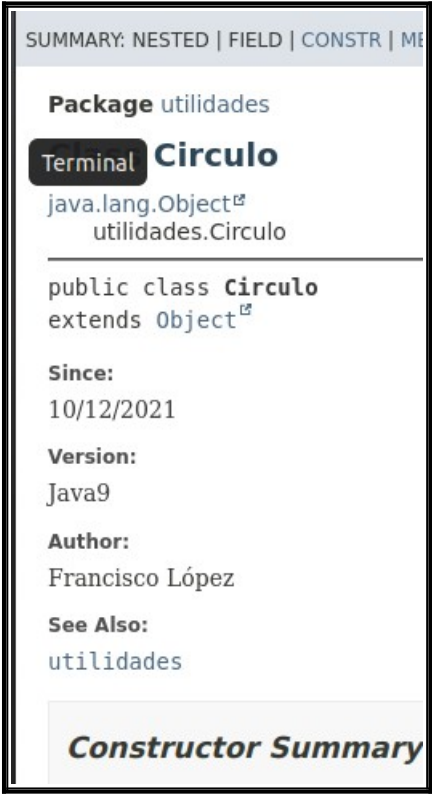 SUMMARY: NESTED | FIELD | CONSTR | ME
Package utilidades
Terminal Circulo
java.lang.Object
utilidades.Circulo
public class Circulo
extends Object
Since:
10/12/2021
Version:
Java9
Author:
Francisco López
See Also:
utilidades
Constructor Summary